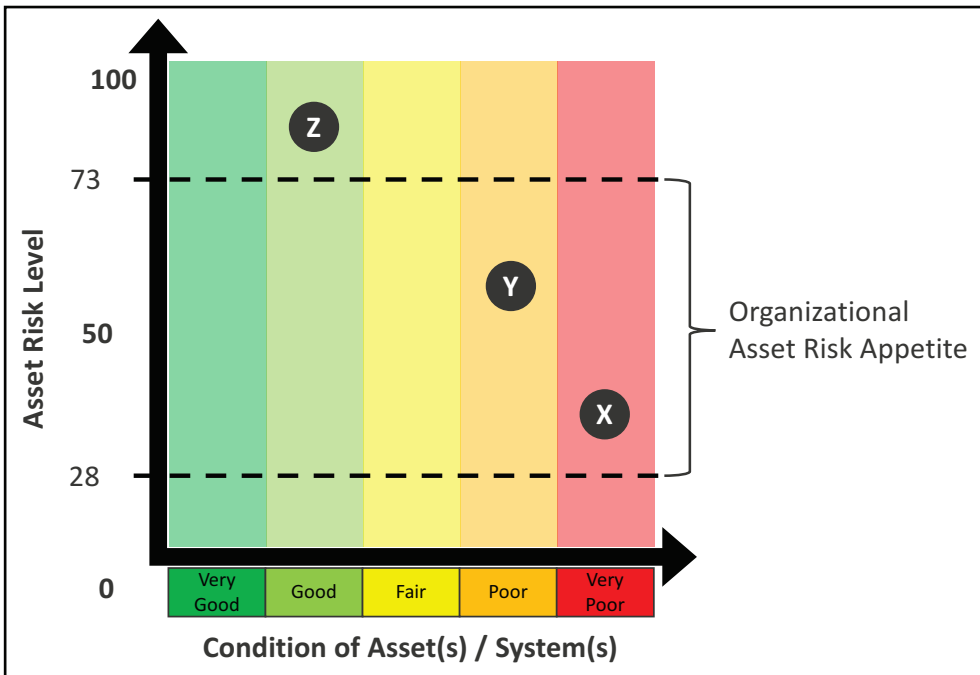 100
Z
73
Y
Asset Risk Level
50
Organizational
Asset Risk Appetite
X
28
0
Very
Good
Good
Fair
Poor
Very
Poor
Condition of Asset(s) / System(s)